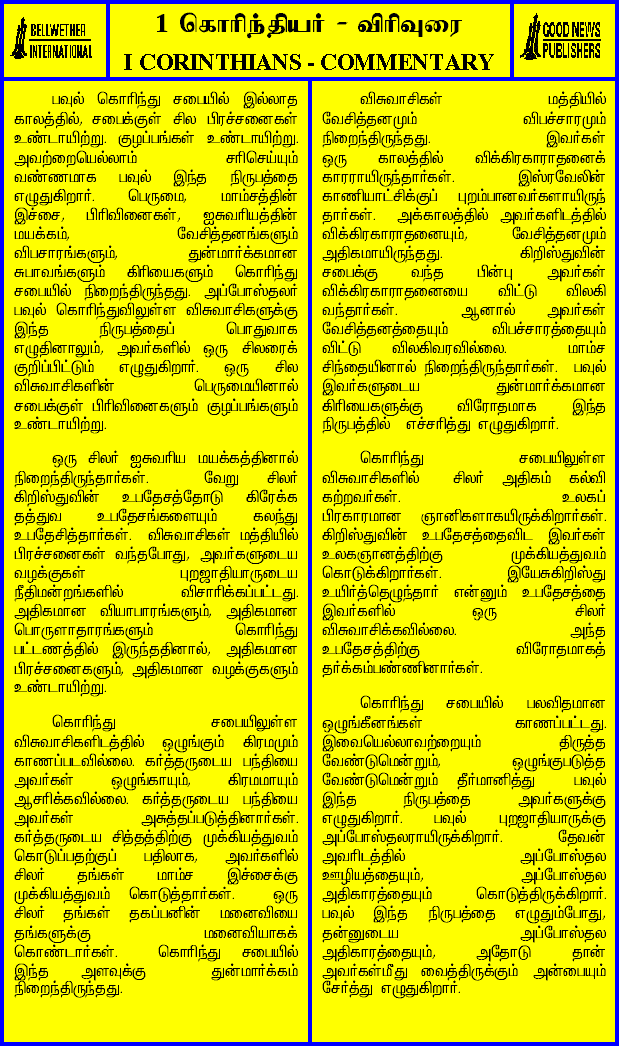 BELLWETHER
INTERNATIONAL
1 கொரிந்தியர் - விரிவுரை
I CORINTHIANS - COMMENTARY
GOOD NEWS
PUBLISHERS
பவுல் கொரிந்து சபையில் இல்லாத
காலத்தில், சபைக்குள் சில பிரச்சனைகள்
உண்டாயிற்று. குழப்பங்கள் உண்டாயிற்று.
அவற்றையெல்லாம் சரிசெய்யும்
வண்ணமாக பவுல் இந்த நிருபத்தை
எழுதுகிறார். பெருமை, மாம்சத்தின்
இச்சை, பிரிவினைகள், ஐசுவரியத்தின்
மயக்கம், வேசித்தனங்களும்
விபசாரங்களும், துன்மார்க்கமான
சுபாவங்களும் கிரியைகளும் கொரிந்து
சபையில் நிறைந்திருந்தது. அப்போஸ்தலர்
பவுல் கொரிந்துவிலுள்ள விசுவாசிகளுக்கு
இந்த நிருபத்தைப் பொதுவாக
எழுதினாலும், அவர்களில் ஒரு சிலரைக்
குறிப்பிட்டும் எழுதுகிறார். ஒரு சில
விசுவாசிகளின் பெருமையினால்
சபைக்குள் பிரிவினைகளும் குழப்பங்களும்
உண்டாயிற்று.
ஒரு சிலர் ஐசுவரிய மயக்கத்தினால்
நிறைந்திருந்தார்கள். வேறு சிலர்
கிறிஸ்துவின் உபதேசத்தோடு கிரேக்க
தத்துவ உபதேசங்களையும் கலந்து
உபதேசித்தார்கள். விசுவாசிகள் மத்தியில்
பிரச்சனைகள் வந்தபோது, அவர்களுடைய
வழக்குகள் புறஜாதியாருடைய
நீதிமன்றங்களில் விசாரிக்கப்பட்டது.
அதிகமான வியாபாரங்களும், அதிகமான
பொருளாதாரங்களும் கொரிந்து
பட்டணத்தில் இருந்ததினால், அதிகமான
பிரச்சனைகளும், அதிகமான வழக்குகளும்
உண்டாயிற்று.
கொரிந்து சபையிலுள்ள
விசுவாசிகளிடத்தில் ஒழுங்கும் கிரமமும்
காணப்படவில்லை. கர்த்தருடைய பந்தியை
அவர்கள் ஒழுங்காயும், கிரமமாயும்
ஆசரிக்கவில்லை. கர்த்தருடைய பந்தியை
அவர்கள் அசுத்தப்படுத்தினார்கள்.
கர்த்தருடைய சித்தத்திற்கு முக்கியத்துவம்
கொடுப்பதற்குப் பதிலாக, அவர்களில்
சிலர் தங்கள் மாம்ச இச்சைக்கு
முக்கியத்துவம் கொடுத்தார்கள். ஒரு
சிலர் தங்கள் தகப்பனின் மனைவியை
தங்களுக்கு மனைவியாகக்
கொண்டார்கள். கொரிந்து சபையில்
இந்த அளவுக்கு துன்மார்க்கம்
நிறைந்திருந்தது.
விசுவாசிகள் மத்தியில்
வேசித்தனமும் விபச்சாரமும்
நிறைந்திருந்தது. இவர்கள்
ஒரு காலத்தில் விக்கிரகாராதனைக்
காரராயிருந்தார்கள். இஸ்ரவேலின்
காணியாட்சிக்குப் புறம்பானவர்களாயிருந்
தார்கள். அக்காலத்தில் அவர்களிடத்தில்
விக்கிரகாராதனையும், வேசித்தனமும்
அதிகமாயிருந்தது. கிறிஸ்துவின்
சபைக்கு வந்த பின்பு அவர்கள்
விக்கிரகாராதனையை விட்டு விலகி
வந்தார்கள். ஆனால் அவர்கள்
வேசித்தனத்தையும் விபச்சாரத்தையும்
விட்டு விலகிவரவில்லை. மாம்ச
சிந்தையினால் நிறைந்திருந்தார்கள். பவுல்
இவர்களுடைய துன்மார்க்கமான
கிரியைகளுக்கு விரோதமாக இந்த
நிருபத்தில் எச்சரித்து எழுதுகிறார்.
கொரிந்து சபையிலுள்ள
விசுவாசிகளில் சிலர் அதிகம் கல்வி
கற்றவர்கள். உலகப்
பிரகாரமான ஞானிகளாகயிருக்கிறார்கள்.
கிறிஸ்துவின் உபதேசத்தைவிட இவர்கள்
உலகஞானத்திற்கு முக்கியத்துவம்
கொடுக்கிறார்கள். இயேசுகிறிஸ்து
உயிர்த்தெழுந்தார் என்னும் உபதேசத்தை
இவர்களில் ஒரு சிலர்
விசுவாசிக்கவில்லை. அந்த
உபதேசத்திற்கு விரோதமாகத்
தர்க்கம்பண்ணினார்கள்.
கொரிந்து சபையில் பலவிதமான
ஒழுங்கீனங்கள் காணப்பட்டது.
இவையெல்லாவற்றையும் திருத்த
வேண்டுமென்றும், ஒழுங்குபடுத்த
வேண்டுமென்றும் தீர்மானித்து பவுல்
இந்த நிருபத்தை அவர்களுக்கு
எழுதுகிறார். பவுல் புறஜாதியாருக்கு
அப்போஸ்தலராயிருக்கிறார். தேவன்
அவரிடத்தில் அப்போஸ்தல
ஊழியத்தையும், அப்போஸ்தல
அதிகாரத்தையும் கொடுத்திருக்கிறார்.
பவுல் இந்த நிருபத்தை எழுதும்போது,
தன்னுடைய அப்போஸ்தல
அதிகாரத்தையும், அதோடு தான்
அவர்கள்மீது வைத்திருக்கும் அன்பையும்
சேர்த்து எழுதுகிறார்.